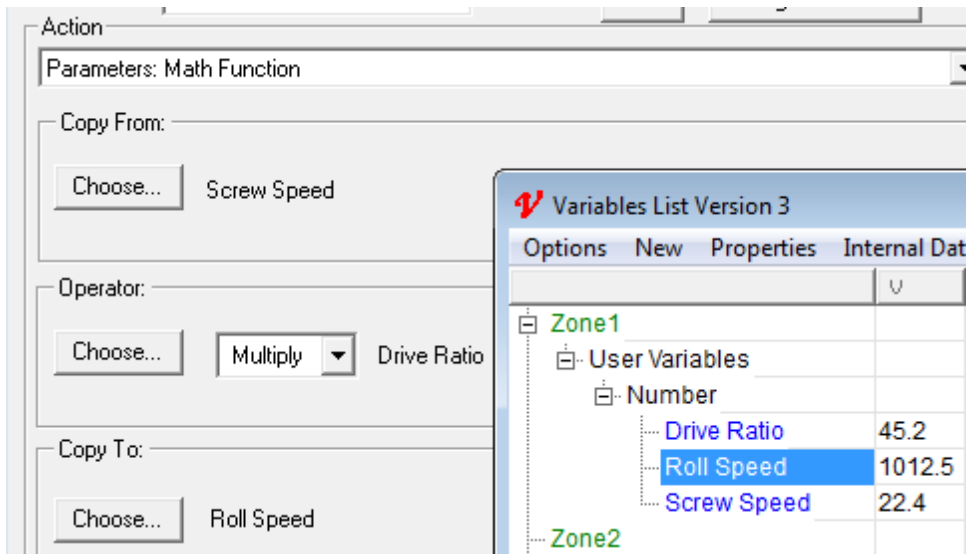 Action
Parameters: Math Function
Copy From:
Choose... Screw Speed
Operator:
Choose... Multiply Drive Ratio
Copy To:
Choose... Roll Speed
Variables List Version 3
Options New Properties Internal Dat
V
Zone1
User Variables
Number
Drive Ratio 45.2
Roll Speed 1012.5
Screw Speed 22.4
Zone2